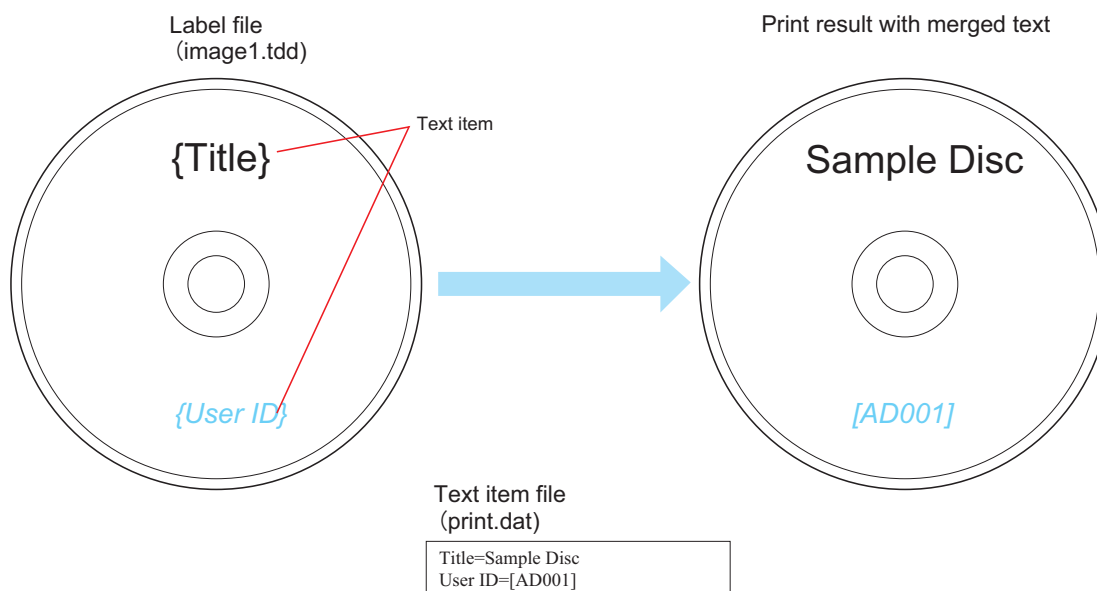 Label file
（image1.tdd)
Print result with merged text
Text item
{Title}
Sample Disc
{User ID}
[AD001]
Text item file
（print.dat)
Title=Sample Disc
User ID=[AD001]